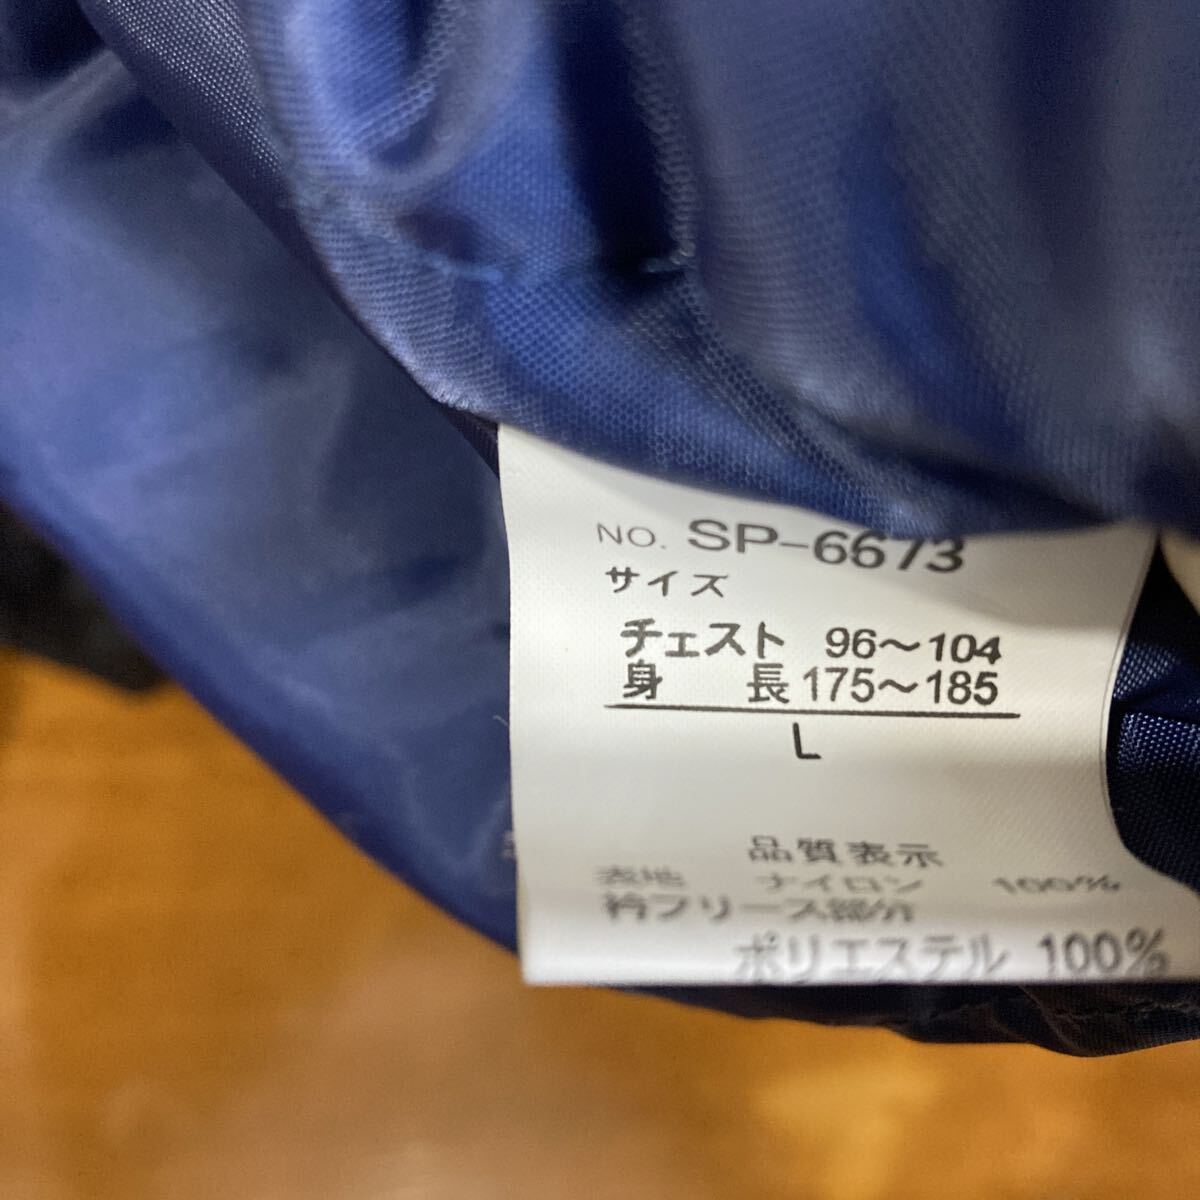 NO. SP-6673
サイズ
チェスト 96〜104
身 長 175〜185
L
品質表示
表地 ナイロン 100%
衿フリース部分
ポリエステル 100%